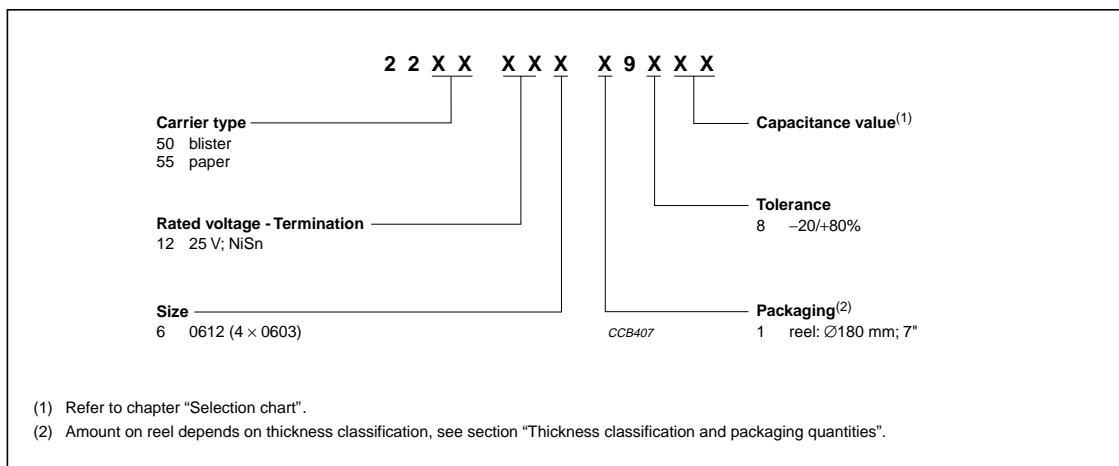 2 2 X X X X X X 9 X X X
Carrier type
50 blister
55 paper
Rated voltage - Termination
12 25 V; NiSn
Size
6 0612 (4 × 0603)
Capacitance value(1)
Tolerance
8 −20/+80%
Packaging(2)
1 reel: ∅180 mm; 7"
CCB407
(1) Refer to chapter “Selection chart”.
(2) Amount on reel depends on thickness classification, see section “Thickness classification and packaging quantities”.